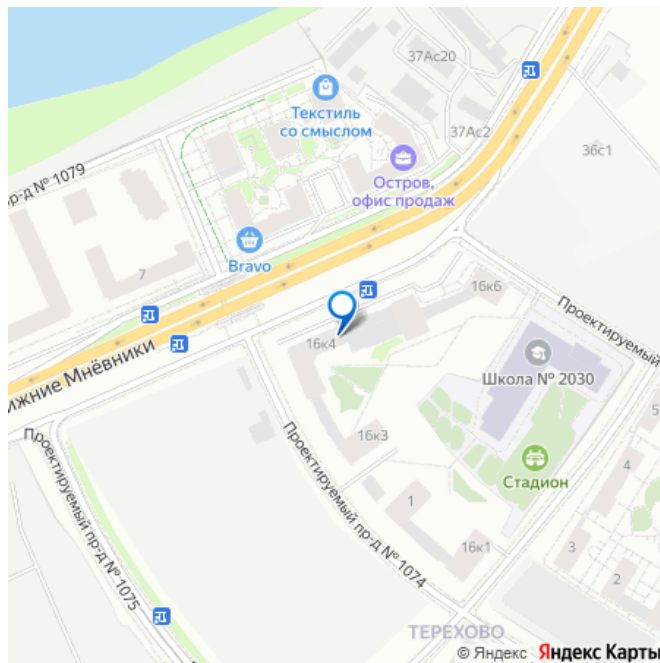 37Ас20
Текстиль
со смыслом
37Ас2
36с1
Остров,
офис продаж
пр-д № 1079
Bravo
7
16к6
Проектируемый
16к4
ижние Мнёвники
Школа № 2030
16к3
Проектируемый пр-д № 1075
Проектируемый пр-д № 1074
Стадион
5
4
1
16к1
3
2
ТЕРЕХОВО
© Яндекс Яндекс Карты